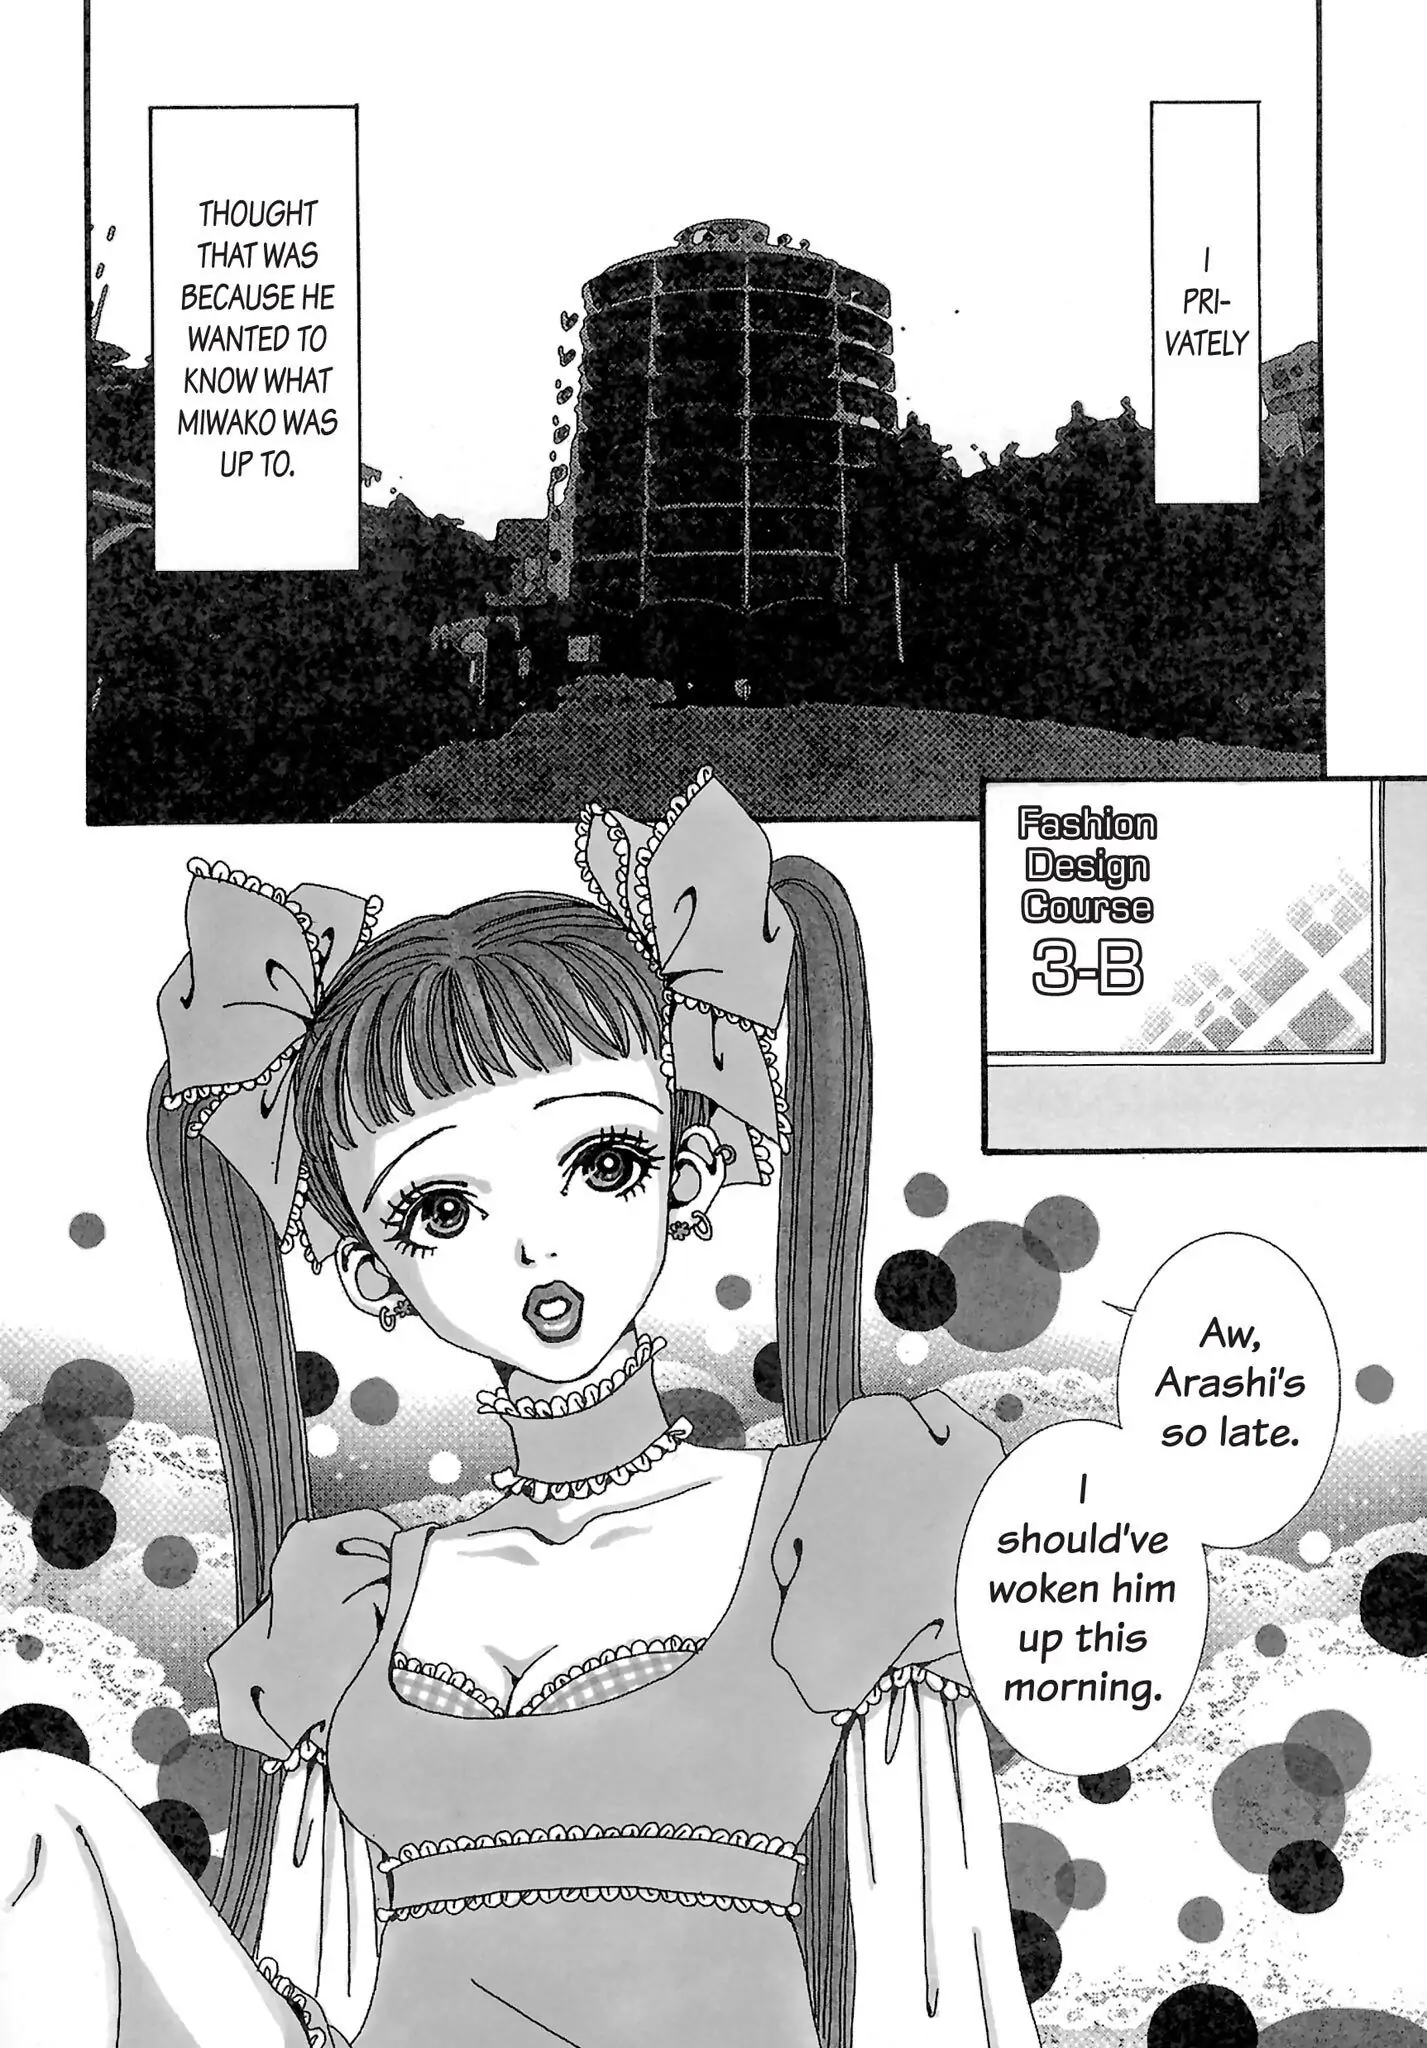 I
PRI-
VATELY
THOUGHT
THAT WAS
BECAUSE HE
WANTED TO
KNOW WHAT
MIWAKO WAS
UP TO.
Fashion
Design
Course
3-B
Aw,
Arashi's
so late.
I
should've
woken him
up this
morning.